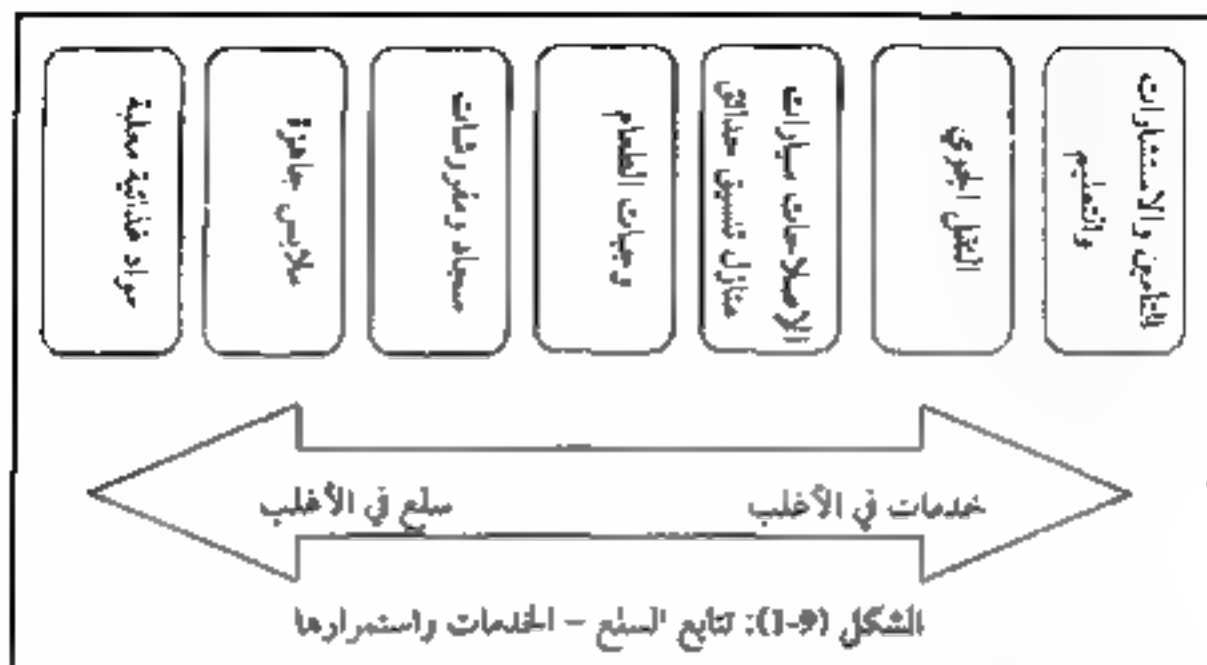 التأمين والاستشارات
والتعليم
النقل الجوي
الاصلاحات سيارات
منازل تنسيق حدائق
وجبات الطعام
سجاد ومفروشات
ملابس جاهزة
مواد غذائية معلبة
خدمات في الأغلب
سلع في الأغلب
الشكل (9-1): تتابع السلع – الخدمات واستمرارها